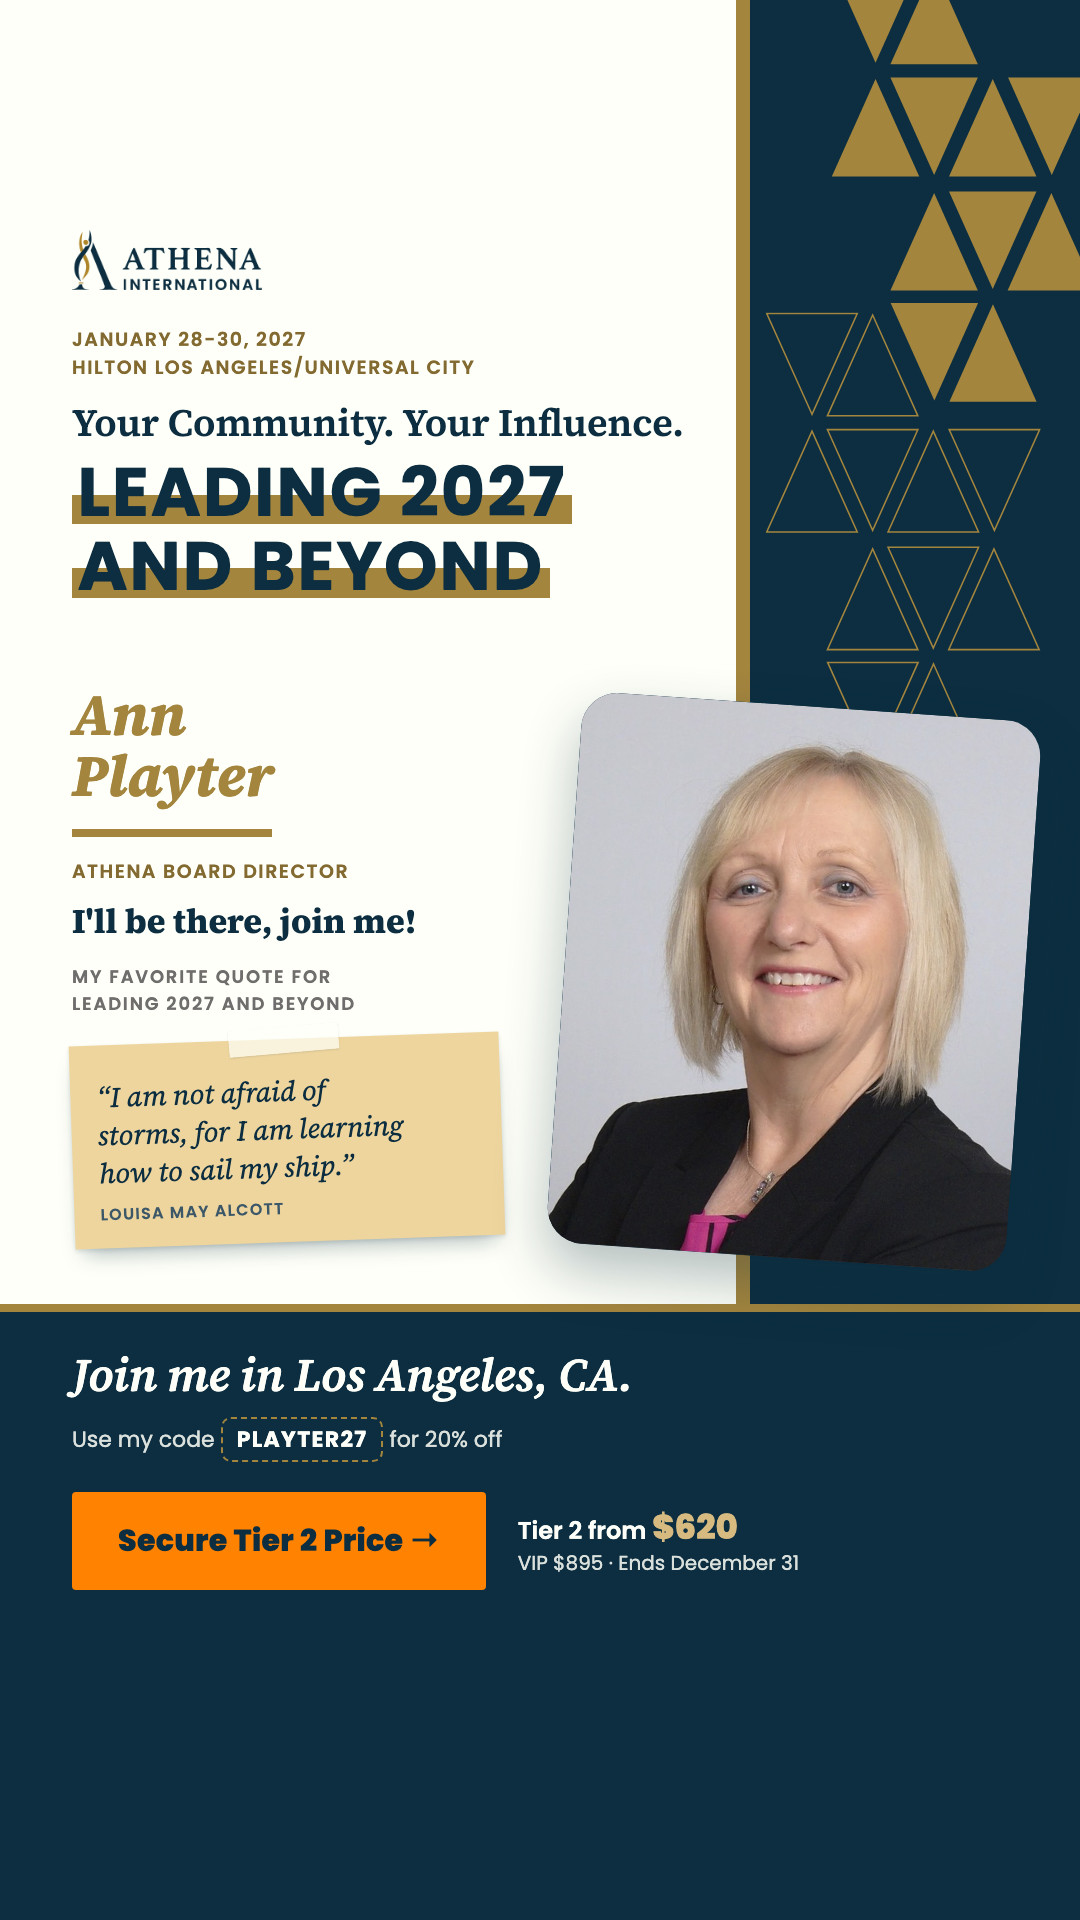 ATHENA
INTERNATIONAL
JANUARY 28-30, 2027
HILTON LOS ANGELES/UNIVERSAL CITY
Your Community. Your Influence.
LEADING 2027
AND BEYOND
Ann
Playter
ATHENA BOARD DIRECTOR
I'll be there, join me!
MY FAVORITE QUOTE FOR
LEADING 2027 AND BEYOND
“I am not afraid of
storms, for I am learning
how to sail my ship.”
LOUISA MAY ALCOTT
Join me in Los Angeles, CA.
Use my code PLAYTER27 for 20% off
Secure Tier 2 Price →
Tier 2 from $620
VIP $895 · Ends December 31